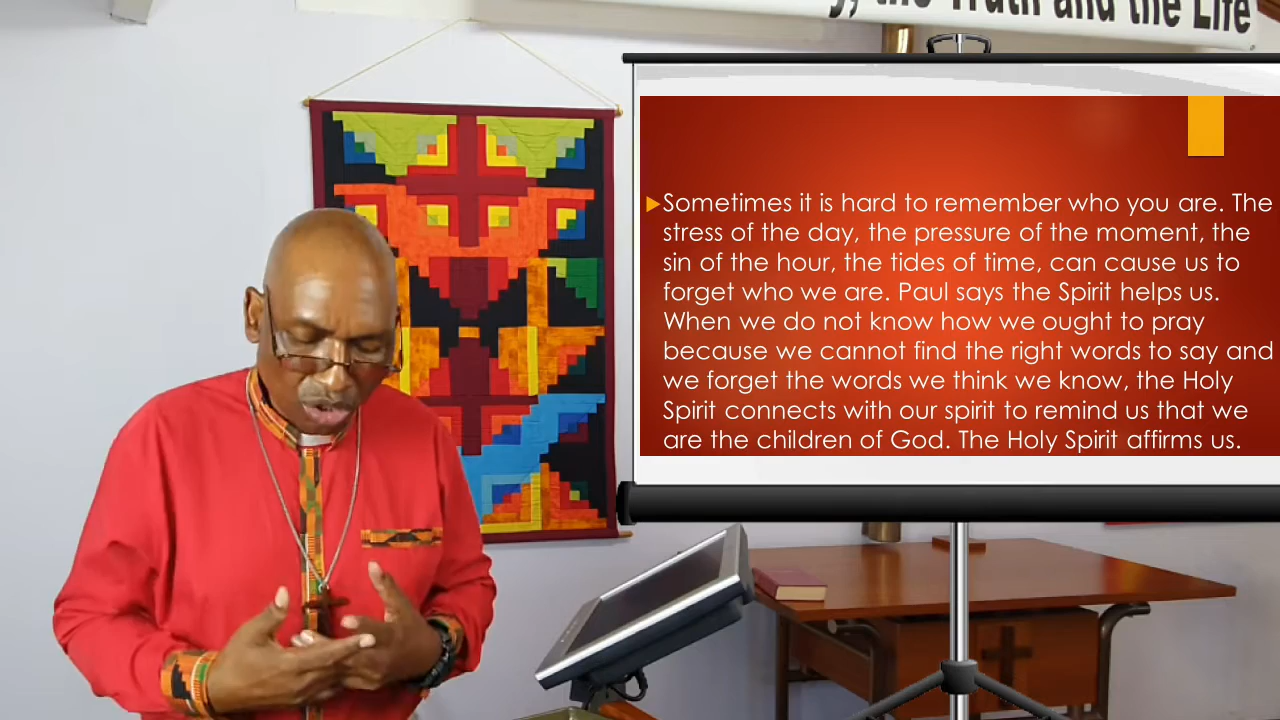 the Truth and the Life
Sometimes it is hard to remember who you are. The
stress of the day, the pressure of the moment, the
sin of the hour, the tides of time, can cause us to
forget who we are. Paul says the Spirit helps us.
When we do not know how we ought to pray
because we cannot find the right words to say and
we forget the words we think we know, the Holy
Spirit connects with our spirit to remind us that we
are the children of God. The Holy Spirit affirms us.